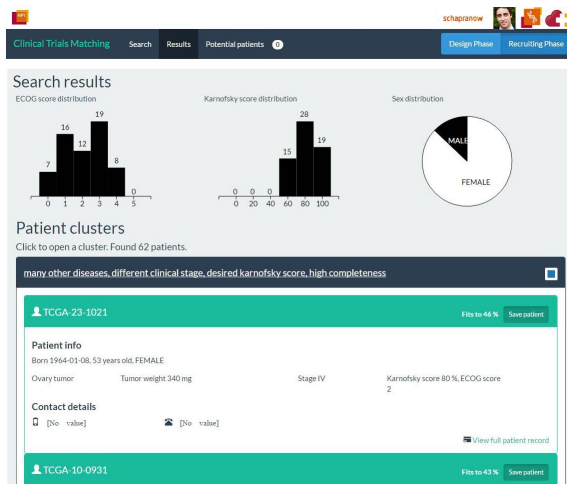 HPI
schapranow
Clinical Trials Matching Search Results Potential patients 0 Design Phase Recruiting Phase
Search results
ECOG score distribution Karnofsky score distribution Sex distribution
7 16 12 19 8 0
0 1 2 3 4 5
0 0 0 15 28 19
0 20 40 60 80 100
MALE
FEMALE
Patient clusters
Click to open a cluster. Found 62 patients.
many other diseases, different clinical stage, desired karnofsky score, high completeness
TCGA-23-1021 Fits to 46 % Save patient
Patient info
Born 1964-01-08, 53 years old, FEMALE
Ovary tumor Tumor weight 340 mg Stage IV Karnofsky score 80 %, ECOG score
2
Contact details
[No value] [No value]
View full patient record
TCGA-10-0931 Fits to 43 % Save patient